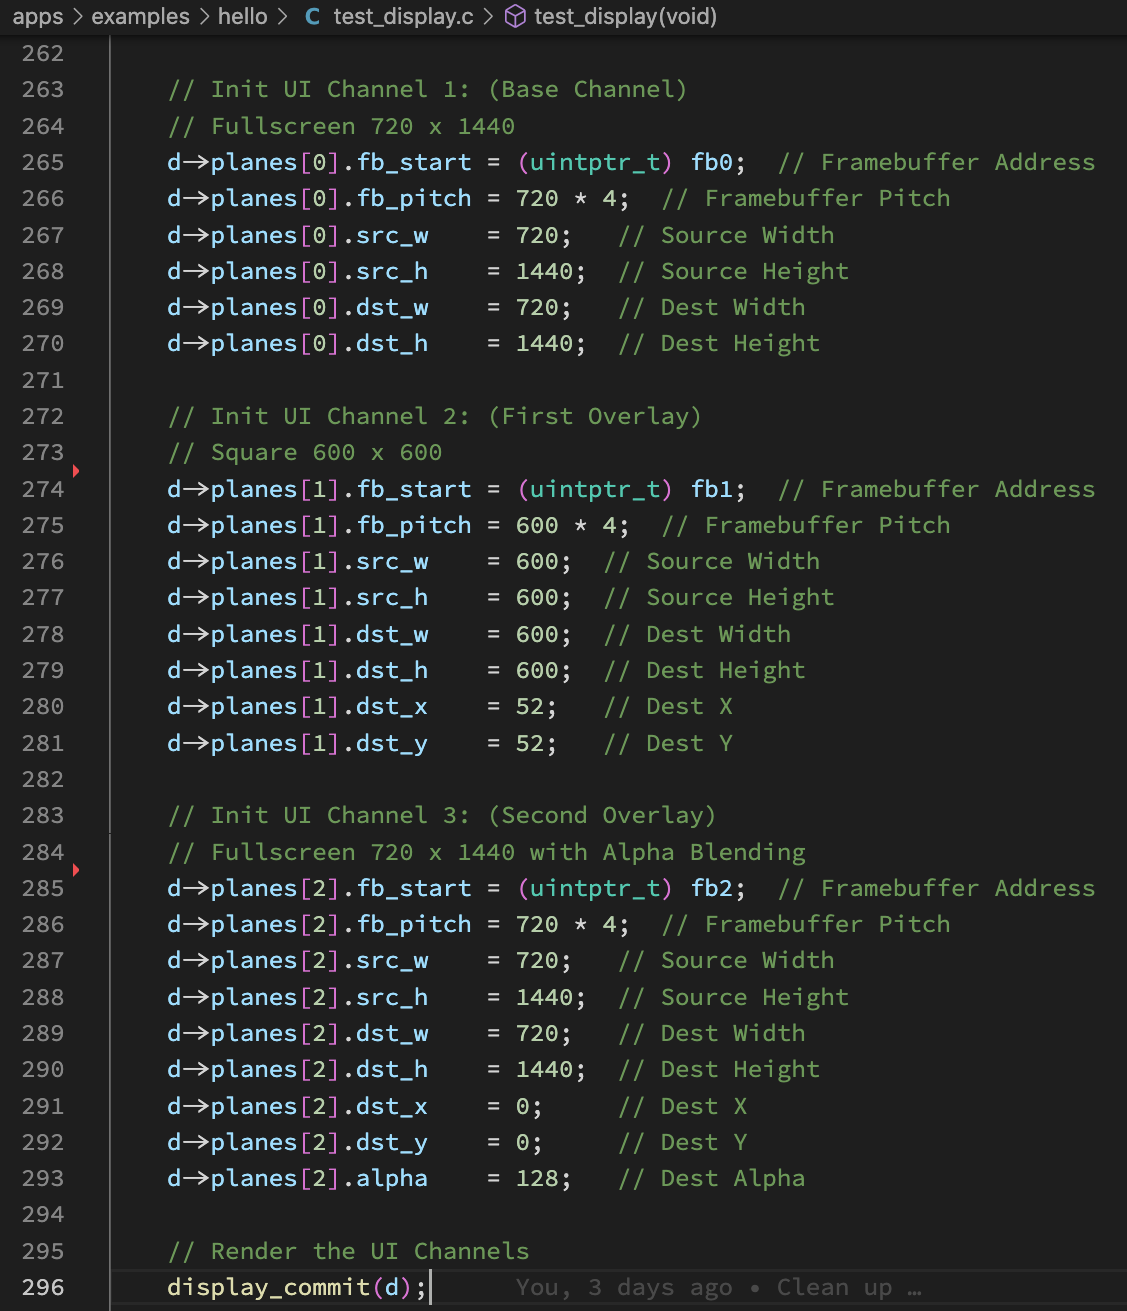 apps > examples > hello > C test_display.c > test_display(void)
262
263 // Init UI Channel 1: (Base Channel)
264 // Fullscreen 720 x 1440
265 d->planes[0].fb_start = (uintptr_t) fb0;  // Framebuffer Address
266 d->planes[0].fb_pitch = 720 * 4;  // Framebuffer Pitch
267 d->planes[0].src_w    = 720;   // Source Width
268 d->planes[0].src_h    = 1440;  // Source Height
269 d->planes[0].dst_w    = 720;   // Dest Width
270 d->planes[0].dst_h    = 1440;  // Dest Height
271
272 // Init UI Channel 2: (First Overlay)
273 // Square 600 x 600
274 d->planes[1].fb_start = (uintptr_t) fb1;  // Framebuffer Address
275 d->planes[1].fb_pitch = 600 * 4;  // Framebuffer Pitch
276 d->planes[1].src_w    = 600;  // Source Width
277 d->planes[1].src_h    = 600;  // Source Height
278 d->planes[1].dst_w    = 600;  // Dest Width
279 d->planes[1].dst_h    = 600;  // Dest Height
280 d->planes[1].dst_x    = 52;   // Dest X
281 d->planes[1].dst_y    = 52;   // Dest Y
282
283 // Init UI Channel 3: (Second Overlay)
284 // Fullscreen 720 x 1440 with Alpha Blending
285 d->planes[2].fb_start = (uintptr_t) fb2;  // Framebuffer Address
286 d->planes[2].fb_pitch = 720 * 4;  // Framebuffer Pitch
287 d->planes[2].src_w    = 720;   // Source Width
288 d->planes[2].src_h    = 1440;  // Source Height
289 d->planes[2].dst_w    = 720;   // Dest Width
290 d->planes[2].dst_h    = 1440;  // Dest Height
291 d->planes[2].dst_x    = 0;     // Dest X
292 d->planes[2].dst_y    = 0;     // Dest Y
293 d->planes[2].alpha    = 128;   // Dest Alpha
294
295 // Render the UI Channels
296 display_commit(d);      You, 3 days ago • Clean up …